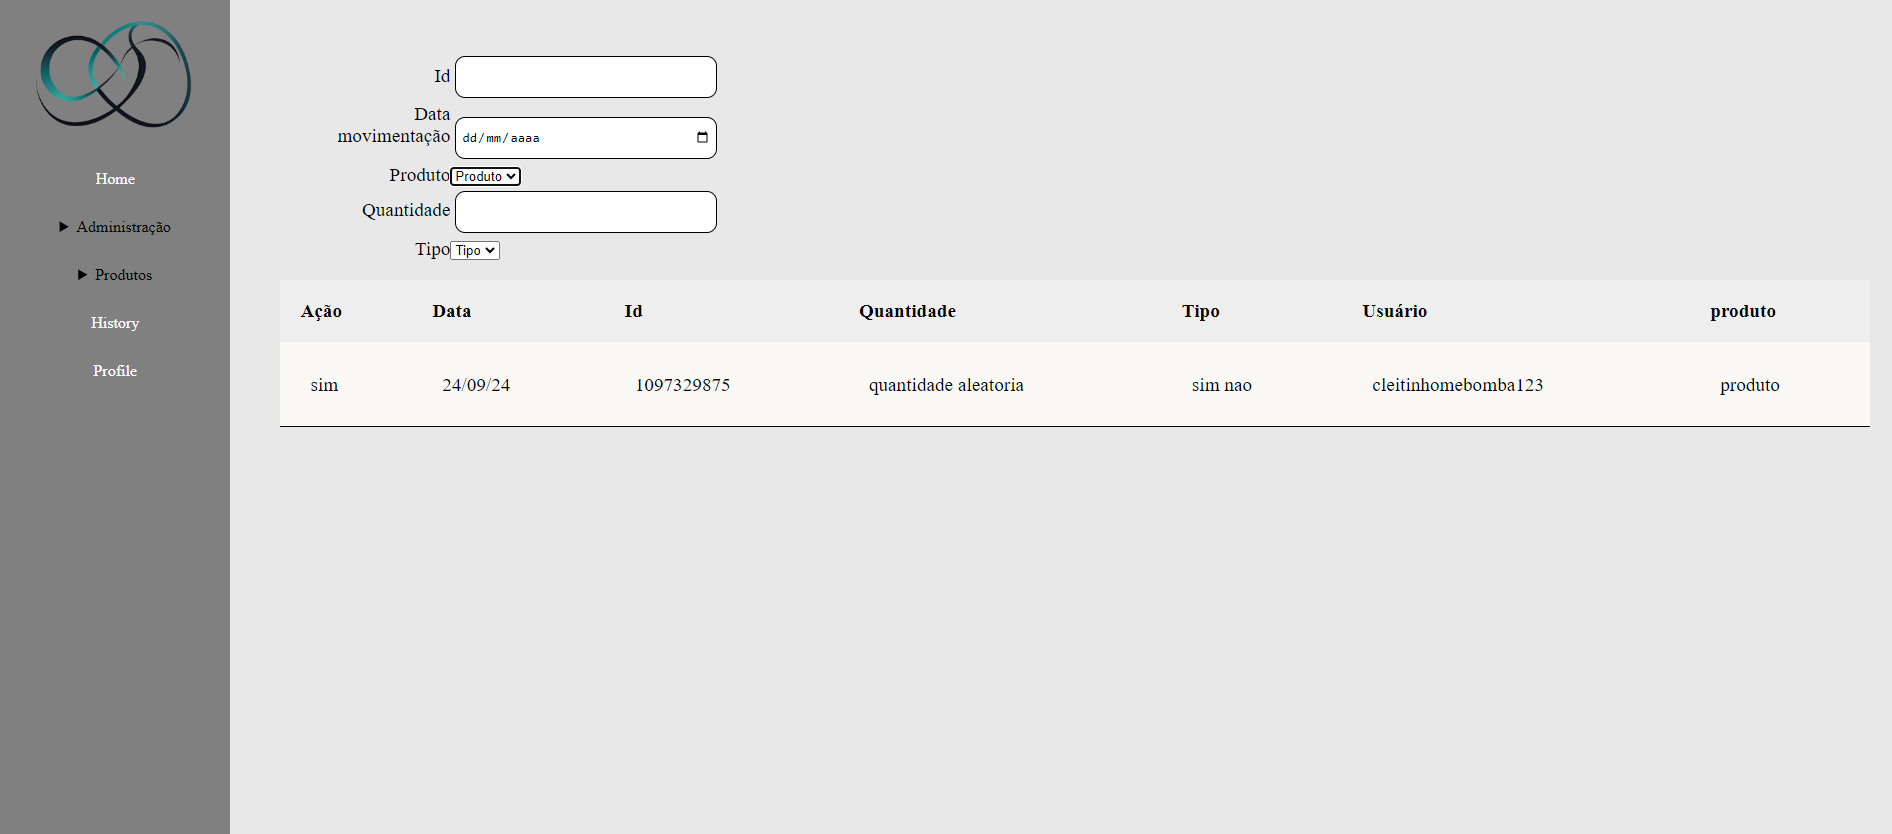 Home
▶ Administração
▶ Produtos
History
Profile
Id
Data
movimentação dd/mm/aaaa
Produto Produto
Quantidade
Tipo Tipo
Ação Data Id Quantidade Tipo Usuário produto
sim 24/09/24 1097329875 quantidade aleatoria sim nao cleitinhomebomba123 produto